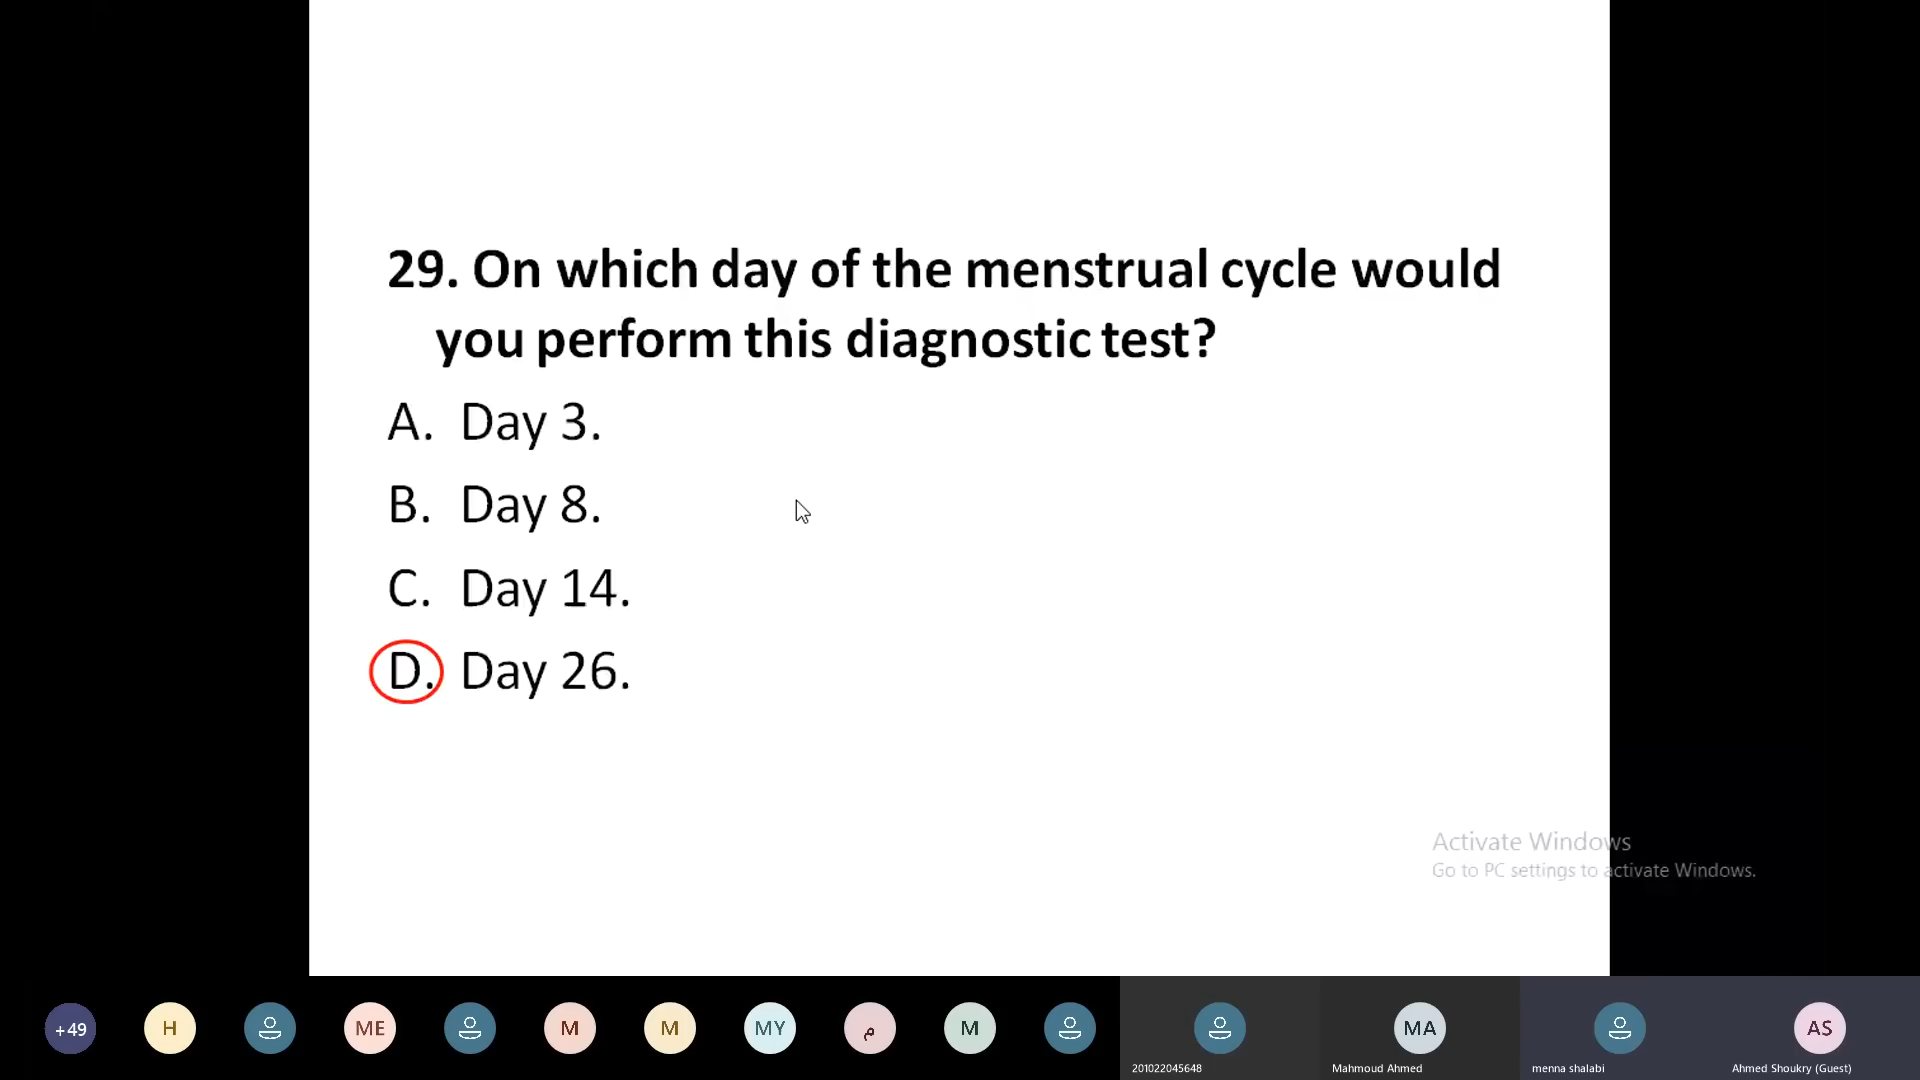 29. On which day of the menstrual cycle would
you perform this diagnostic test?
A. Day 3.
B. Day 8.
C. Day 14.
D. Day 26.
Activate Windows
Go to PC settings to activate Windows.
+49
H
ME
M
M
MY
م
M
MA
AS
201022045648
Mahmoud Ahmed
menna shalabi
Ahmed Shoukry (Guest)